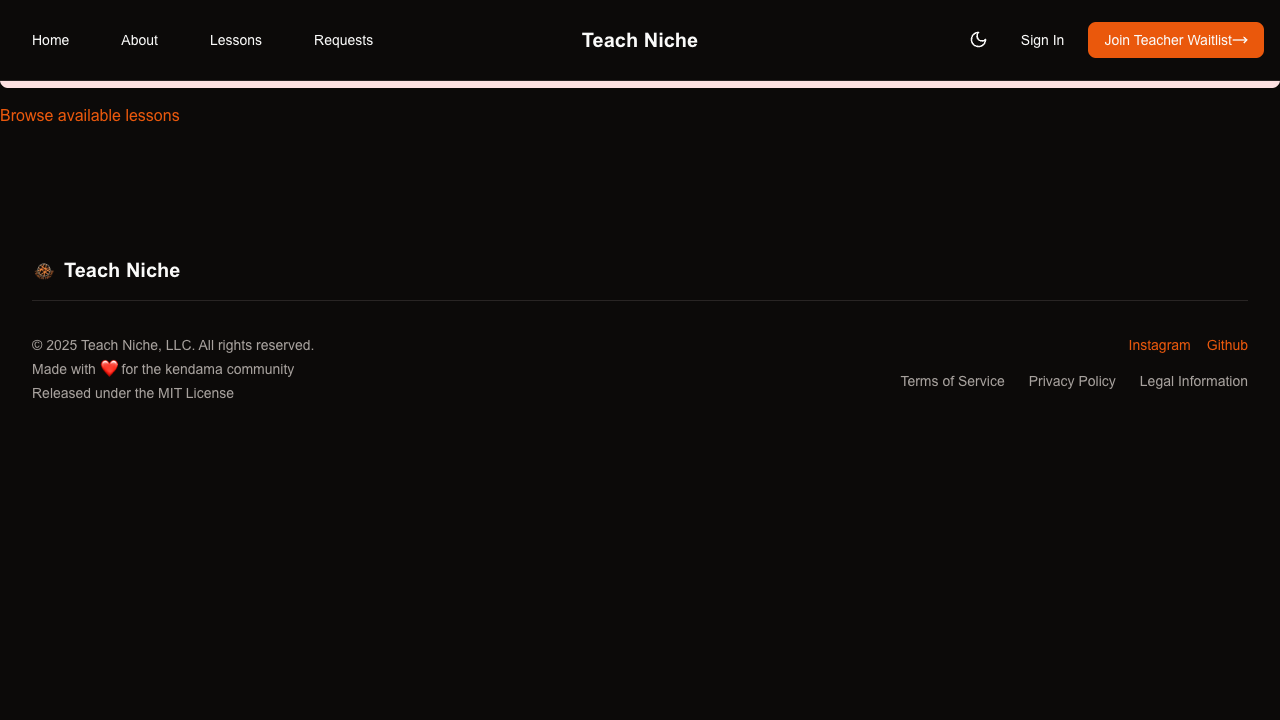 Home About Lessons Requests Teach Niche Sign In Join Teacher Waitlist→
Browse available lessons
Teach Niche
© 2025 Teach Niche, LLC. All rights reserved.
Instagram Github
Made with ❤️ for the kendama community
Terms of Service Privacy Policy Legal Information
Released under the MIT License